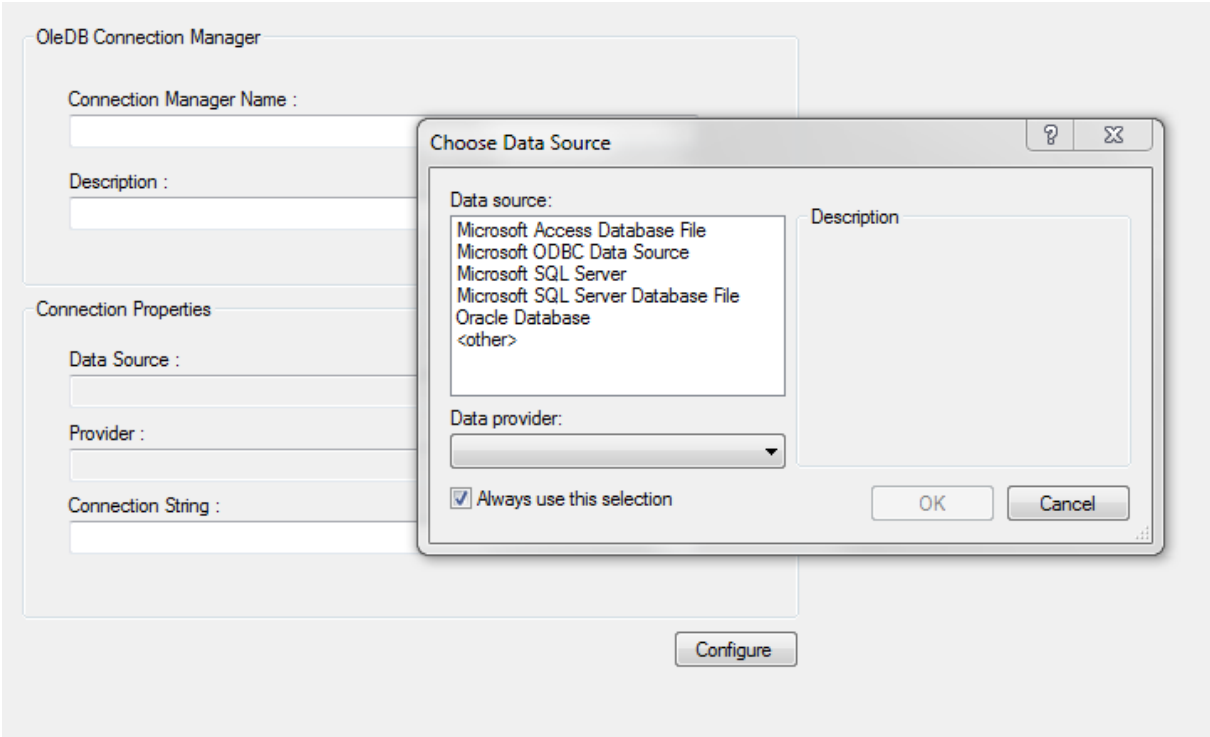 OleDB Connection Manager
Connection Manager Name :
Description :
Connection Properties
Data Source :
Provider :
Connection String :
Configure
Choose Data Source
?
Data source:
Microsoft Access Database File
Microsoft ODBC Data Source
Microsoft SQL Server
Microsoft SQL Server Database File
Oracle Database
<other>
Description
Data provider:
Always use this selection
OK
Cancel